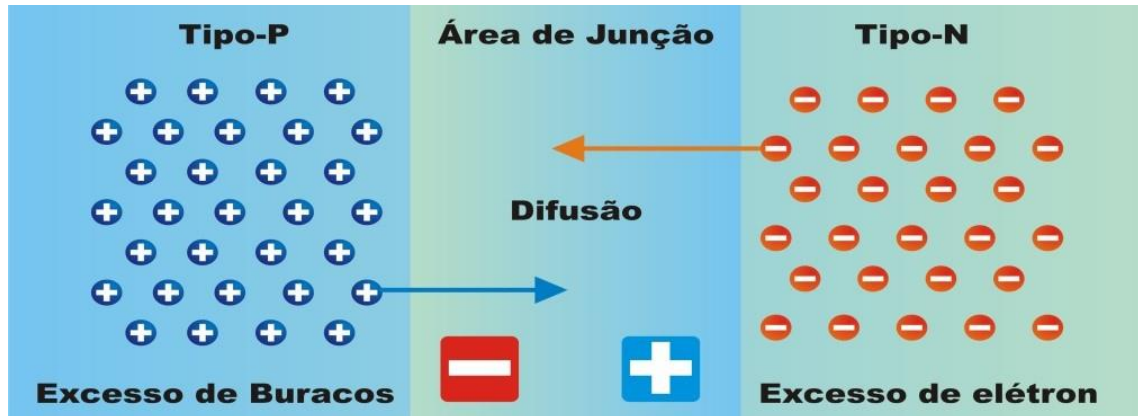 Tipo-P
Área de Junção
Tipo-N
Difusão
Excesso de Buracos
Excesso de elétron